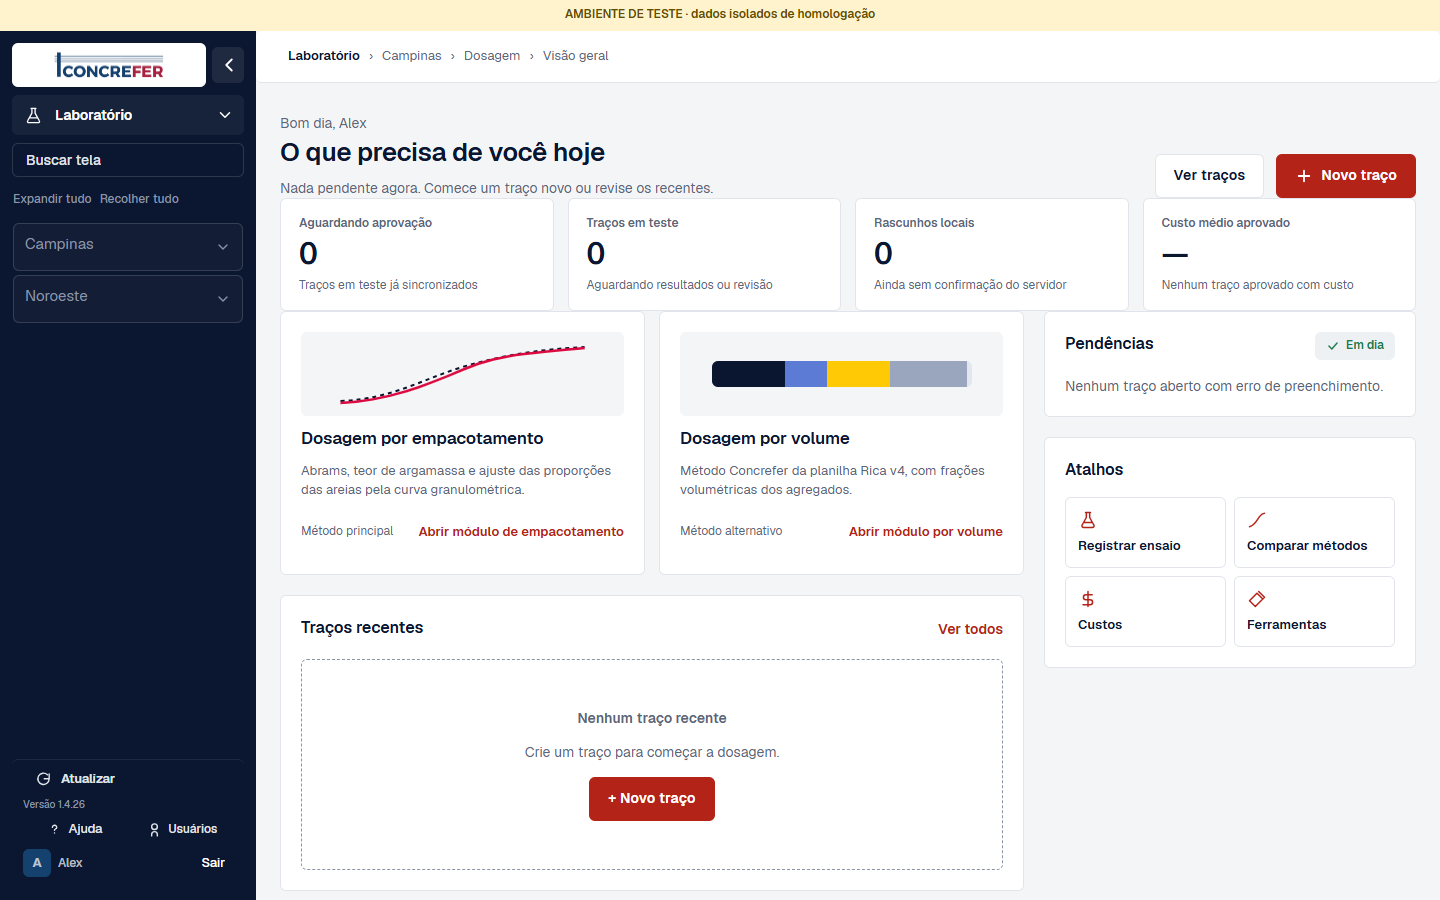 AMBIENTE DE TESTE · dados isolados de homologação
CONCREFER
Laboratório
Buscar tela
Expandir tudo Recolher tudo
Campinas
Noroeste
Atualizar
Versão 1.4.26
? Ajuda Usuários
A Alex Sair
Laboratório › Campinas › Dosagem › Visão geral
Bom dia, Alex
O que precisa de você hoje
Nada pendente agora. Comece um traço novo ou revise os recentes.
Ver traços
+ Novo traço
Aguardando aprovação
0
Traços em teste já sincronizados
Traços em teste
0
Aguardando resultados ou revisão
Rascunhos locais
0
Ainda sem confirmação do servidor
Custo médio aprovado
—
Nenhum traço aprovado com custo
Dosagem por empacotamento
Abrams, teor de argamassa e ajuste das proporções
das areias pela curva granulométrica.
Método principal Abrir módulo de empacotamento
Dosagem por volume
Método Concrefer da planilha Rica v4, com frações
volumétricas dos agregados.
Método alternativo Abrir módulo por volume
Pendências Em dia
Nenhum traço aberto com erro de preenchimento.
Atalhos
Registrar ensaio
Comparar métodos
Custos
Ferramentas
Traços recentes Ver todos
Nenhum traço recente
Crie um traço para começar a dosagem.
+ Novo traço